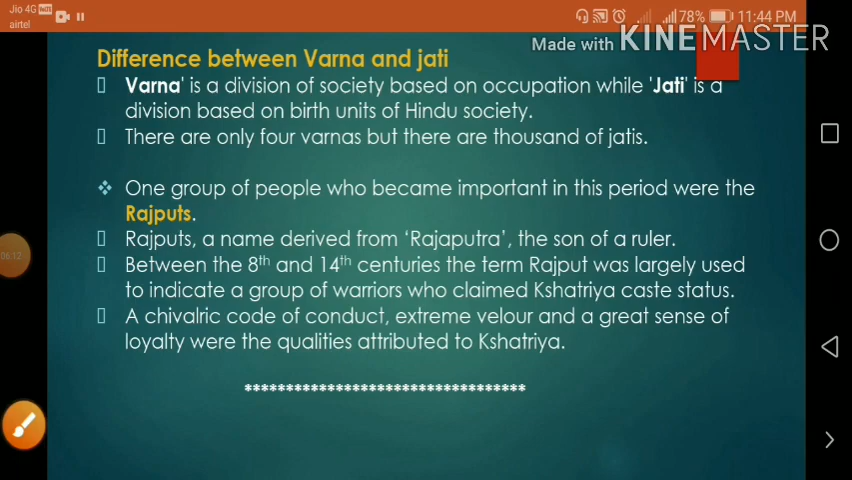 Jio 4G VoLTE
airtel
78% 11:44 PM
Made with KINEMASTER
Difference between Varna and jati
Varna' is a division of society based on occupation while 'Jati' is a
division based on birth units of Hindu society.
There are only four varnas but there are thousand of jatis.
One group of people who became important in this period were the
Rajputs.
Rajputs, a name derived from ‘Rajaputra’, the son of a ruler.
Between the 8th and 14th centuries the term Rajput was largely used
to indicate a group of warriors who claimed Kshatriya caste status.
A chivalric code of conduct, extreme velour and a great sense of
loyalty were the qualities attributed to Kshatriya.
**********************************
06:12